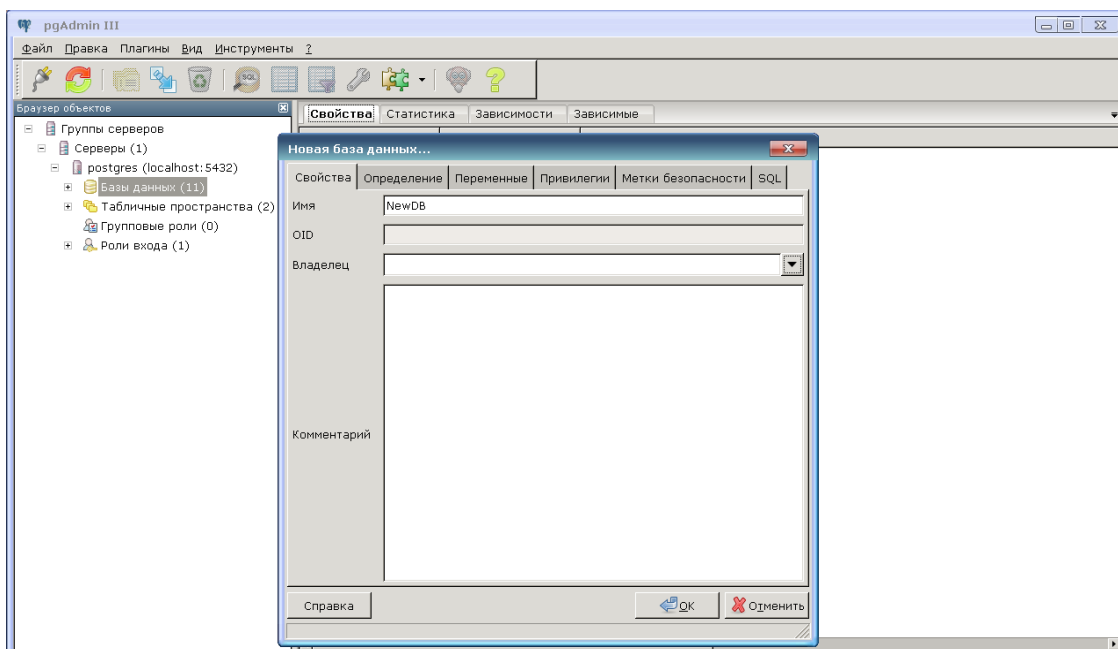 pgAdmin III
Файл Правка Плагины Вид Инструменты ?
SQL
Браузер объектов
Группы серверов
Серверы (1)
postgres (localhost:5432)
Базы данных (11)
Табличные пространства (2)
Групповые роли (0)
Роли входа (1)
Свойства Статистика Зависимости Зависимые
Новая база данных...
Свойства Определение Переменные Привилегии Метки безопасности SQL
Имя NewDB
OID
Владелец
Комментарий
Справка OK Отменить